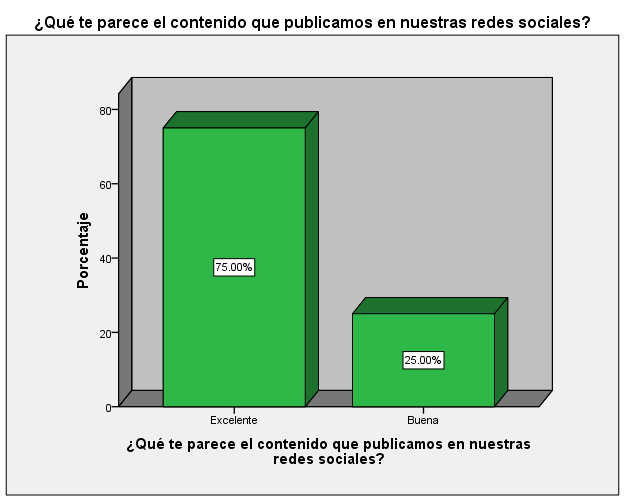 ¿Qué te parece el contenido que publicamos en nuestras redes sociales?
Porcentaje
80
60
40
20
0
75.00%
25.00%
Excelente
Buena
¿Qué te parece el contenido que publicamos en nuestras
redes sociales?